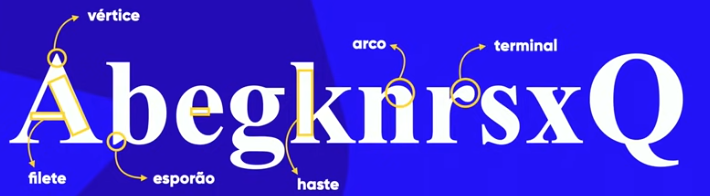 vértice
arco
terminal
AbegknrsxQ
filete
esporão
haste